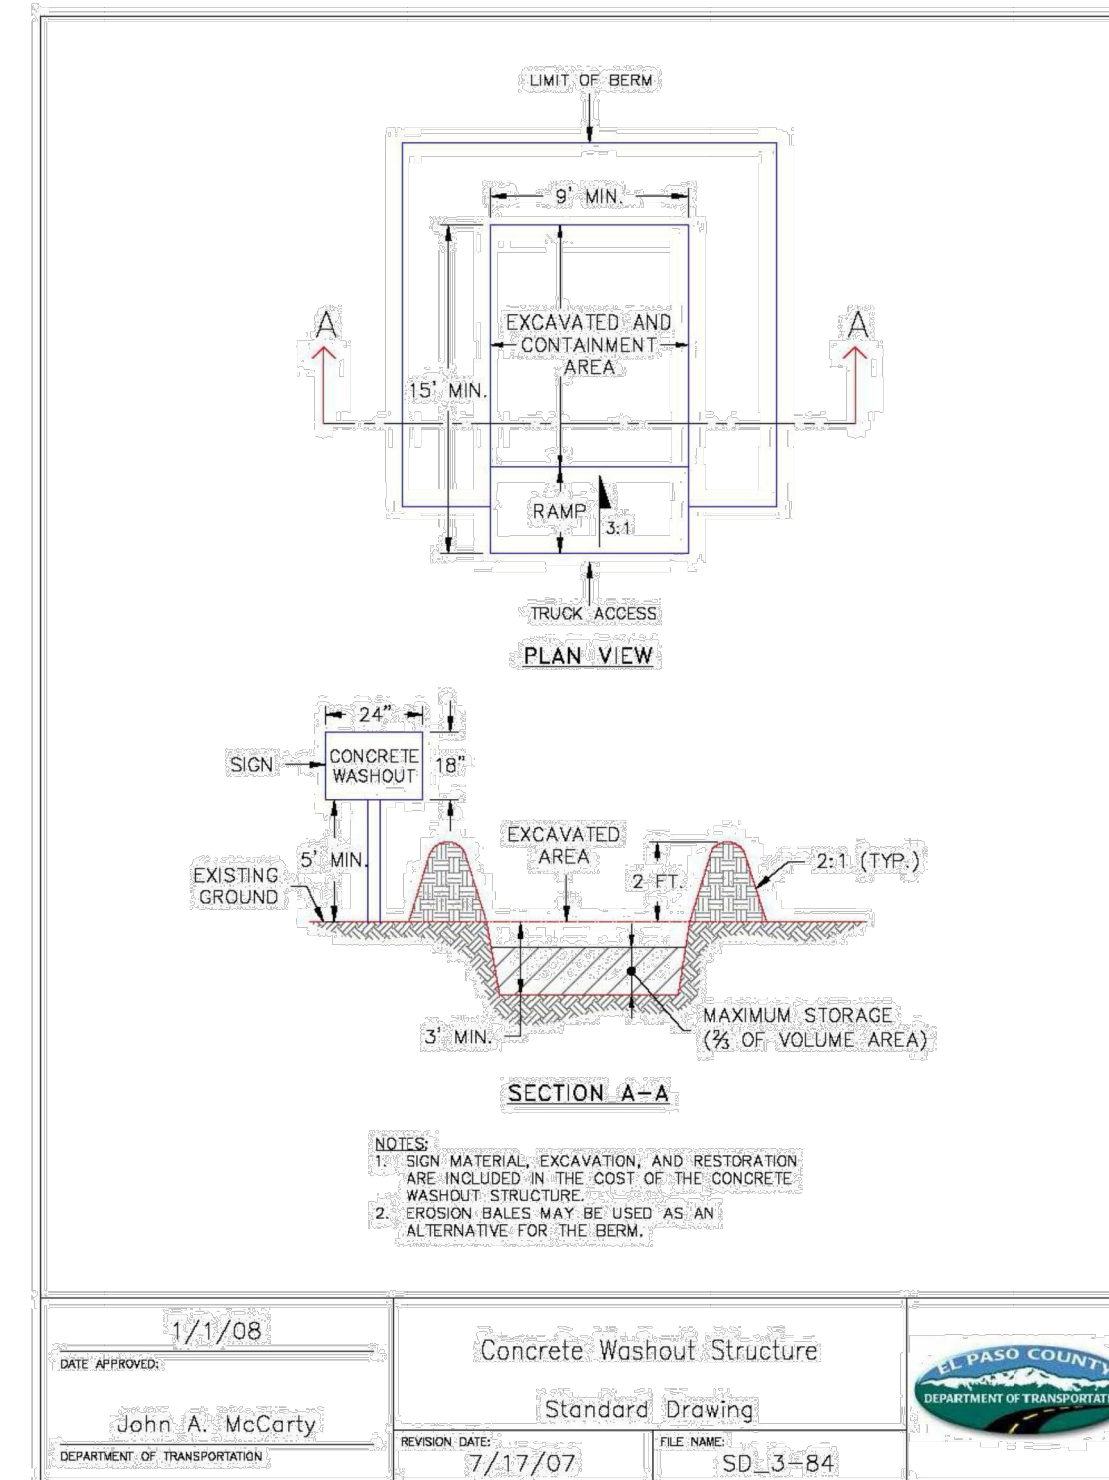 LIMIT OF BERM
9' MIN.
A
A
EXCAVATED AND
CONTAINMENT
AREA
15' MIN.
RAMP
3:1
TRUCK ACCESS
PLAN VIEW
24"
SIGN
CONCRETE
WASHOUT
18"
EXCAVATED
AREA
5' MIN.
2 FT.
2:1 (TYP.)
EXISTING
GROUND
3' MIN.
MAXIMUM STORAGE
(⅔ OF VOLUME AREA)
SECTION A-A
NOTES:
1. SIGN MATERIAL, EXCAVATION, AND RESTORATION
ARE INCLUDED IN THE COST OF THE CONCRETE
WASHOUT STRUCTURE.
2. EROSION BALES MAY BE USED AS AN
ALTERNATIVE FOR THE BERM.
1/1/08
DATE APPROVED:
John A. McCarty
DEPARTMENT OF TRANSPORTATION
Concrete Washout Structure
Standard Drawing
REVISION DATE:
7/17/07
FILE NAME:
SD_3-84
EL PASO COUNTY
DEPARTMENT OF